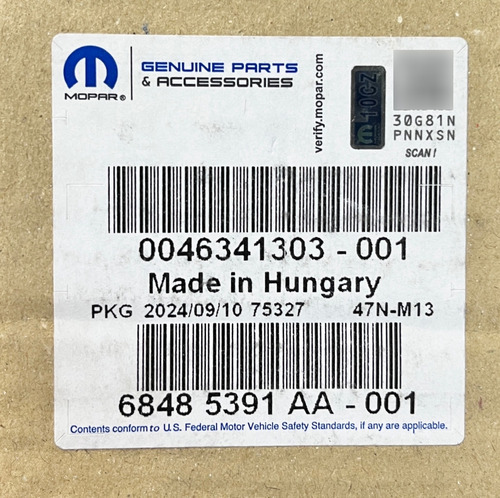 MOPAR®
GENUINE PARTS
& ACCESSORIES
verify.mopar.com
10CZ
30G81N
PNNXSN
SCAN!
0046341303 - 001
Made in Hungary
PKG 2024/09/10 75327 47N-M13
6848 5391 AA - 001
Contents conform to U.S. Federal Motor Vehicle Safety Standards, if any are applicable.